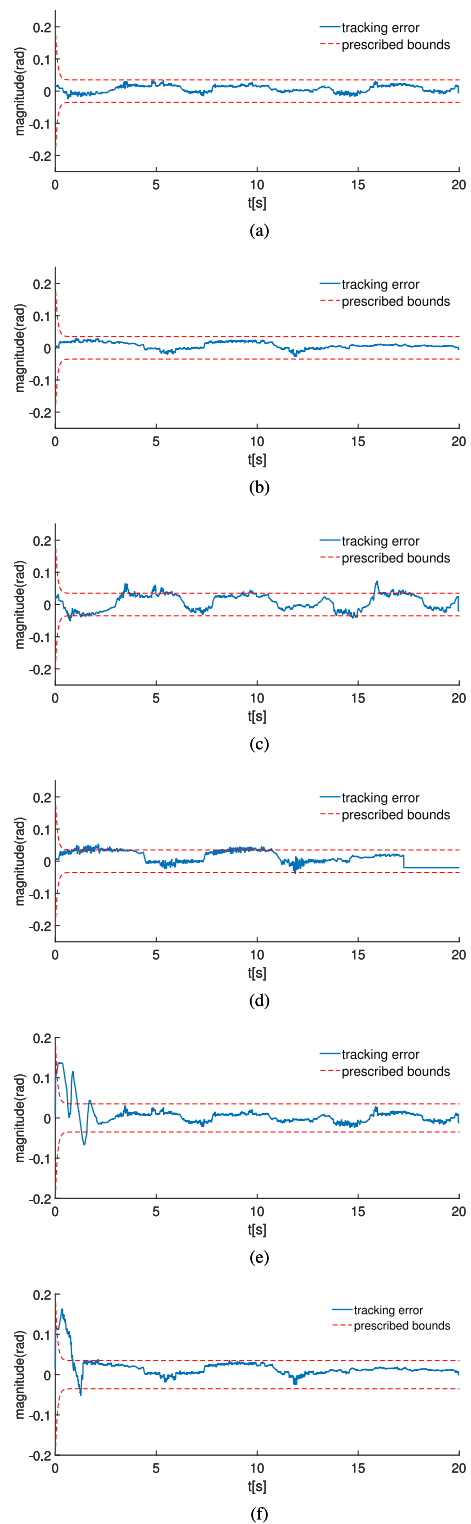 0.2
tracking error
prescribed bounds
0.1
0
-0.1
-0.2
magnitude(rad)
0 5 10 15 20
t[s]
(a)
0.2
tracking error
prescribed bounds
0.1
0
-0.1
-0.2
magnitude(rad)
0 5 10 15 20
t[s]
(b)
0.2
tracking error
prescribed bounds
0.1
0
-0.1
-0.2
magnitude(rad)
0 5 10 15 20
t[s]
(c)
0.2
tracking error
prescribed bounds
0.1
0
-0.1
-0.2
magnitude(rad)
0 5 10 15 20
t[s]
(d)
0.2
tracking error
prescribed bounds
0.1
0
-0.1
-0.2
magnitude(rad)
0 5 10 15 20
t[s]
(e)
0.2
tracking error
prescribed bounds
0.1
0
-0.1
-0.2
magnitude(rad)
0 5 10 15 20
t[s]
(f)